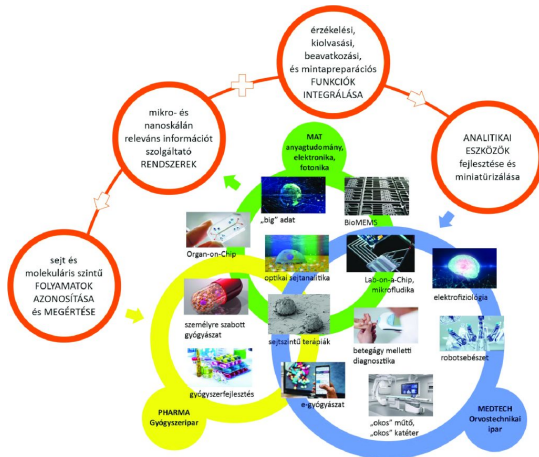 érzékelési,
kiolvasási,
beavatkozási,
és mintapreparációs
FUNKCIÓK
INTEGRÁLÁSA
mikro- és
nanoskálán
releváns információt
szolgáltató
RENDSZEREK
ANALITIKAI
ESZKÖZÖK
fejlesztése és
miniatürizálása
sejt és
molekuláris szintű
FOLYAMATOK
AZONOSÍTÁSA
és MEGÉRTÉSE
MAT
anyagtudomány,
elektronika,
fotonika
„big” adat
BioMEMS
Organ-on-Chip
optikai sejtanalitika
Lab-on-a-Chip,
mikrofludika
elektrofiziológia
személyre szabott
gyógyászat
sejtszintű terápiák
betegágy melletti
diagnosztika
robotsebészet
gyógyszerfejlesztés
e-gyógyászat
„okos” műtő,
„okos” katéter
PHARMA
Gyógyszeripar
MEDTECH
Orvostechnikai
ipar